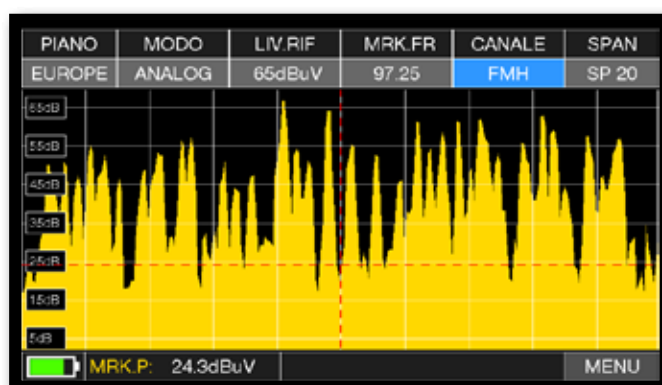 PIANO MODO LIV.RIF MRK.FR CANALE SPAN
EUROPE ANALOG 65dBuV 97.25 FMH SP 20
65dB
55dB
45dB
35dB
25dB
15dB
5dB
MRK.P: 24.3dBuV MENU